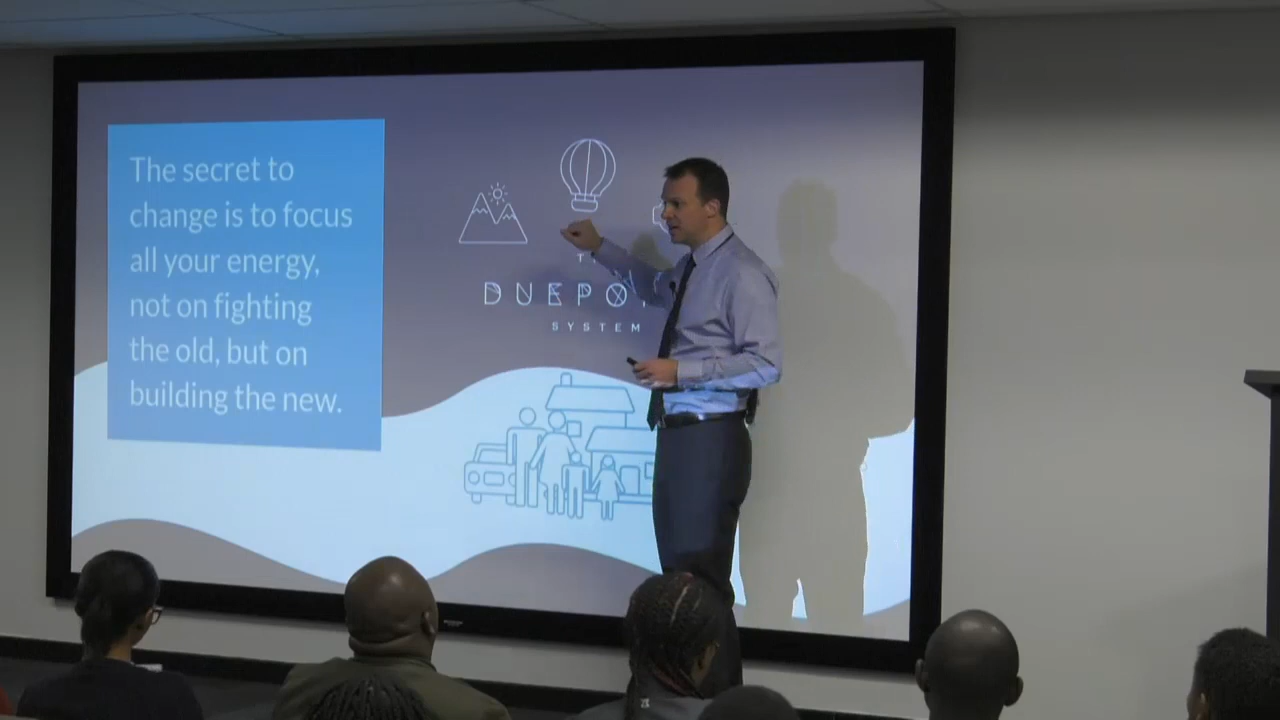 The secret to
change is to focus
all your energy,
not on fighting
the old, but on
building the new.
DUEPO
SYSTEM